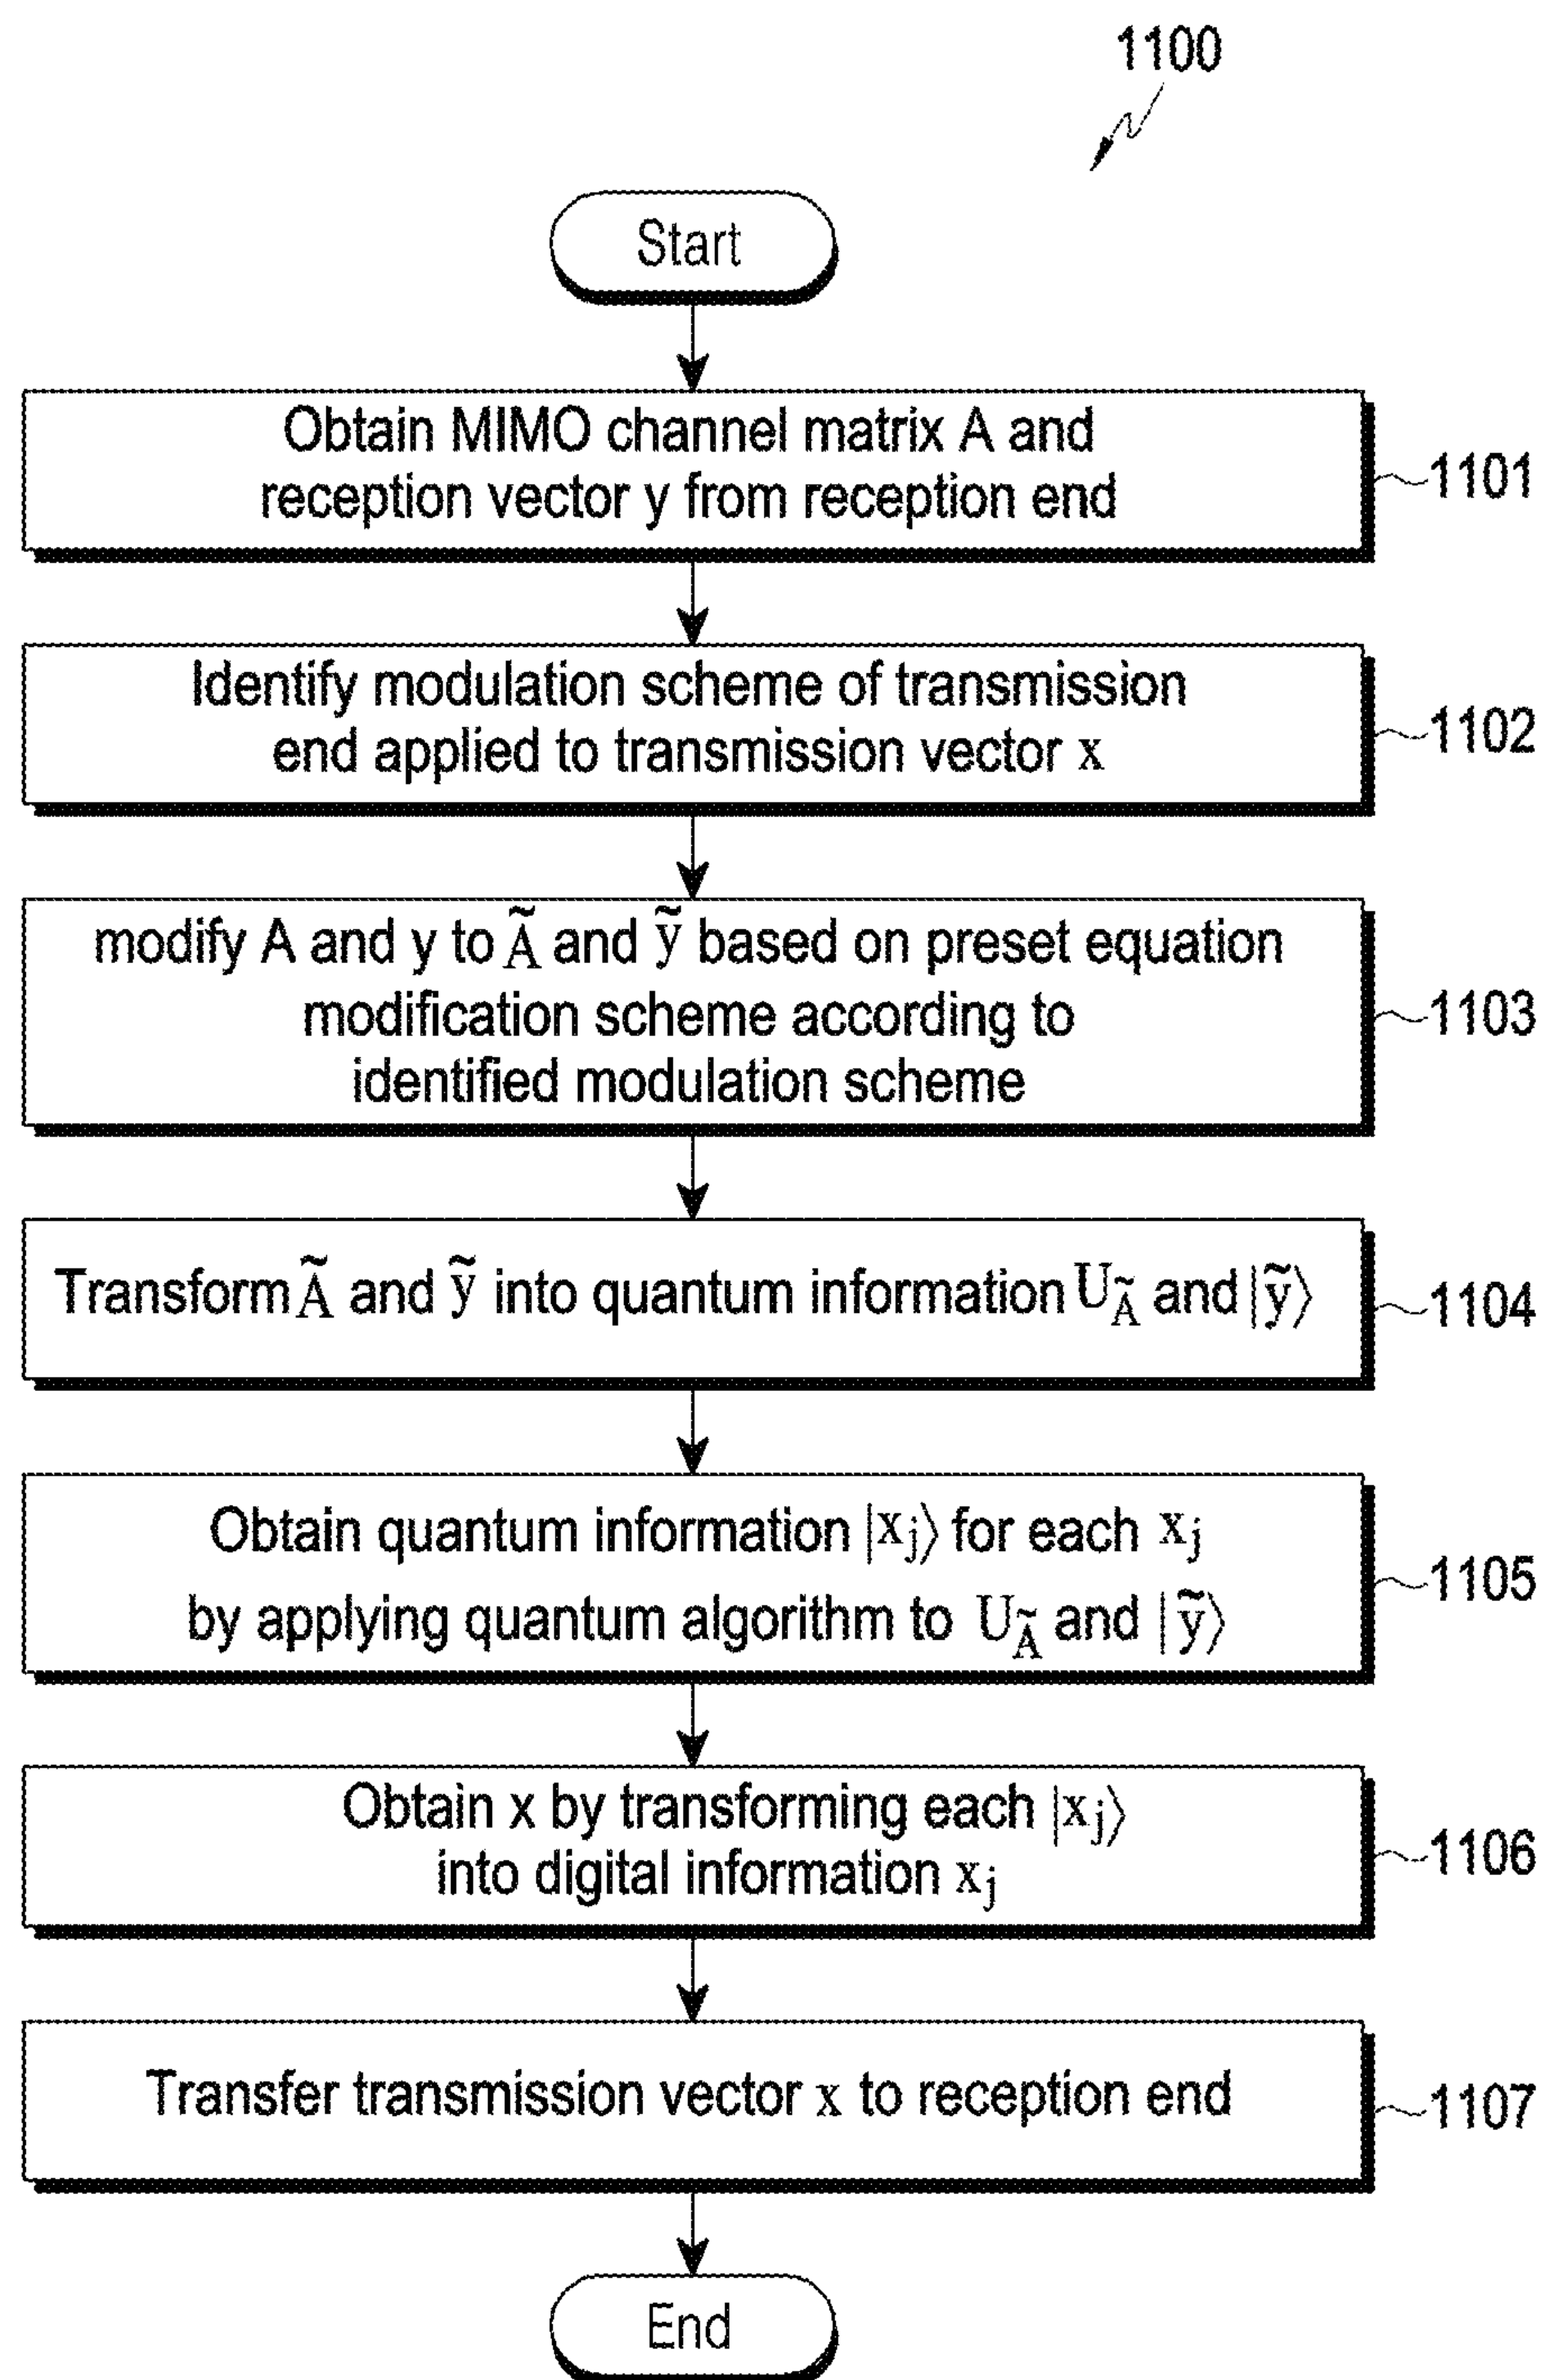 1100
Start
Obtain MIMO channel matrix A and
reception vector y from reception end
1101
Identify modulation scheme of transmission
end applied to transmission vector x
1102
modify A and y to Ã and ỹ based on preset equation
modification scheme according to
identified modulation scheme
1103
Transform Ã and ỹ into quantum information U_Ã and |ỹ⟩
1104
Obtain quantum information |x_j⟩ for each x_j
by applying quantum algorithm to U_Ã and |ỹ⟩
1105
Obtain x by transforming each |x_j⟩
into digital information x_j
1106
Transfer transmission vector x to reception end
1107
End